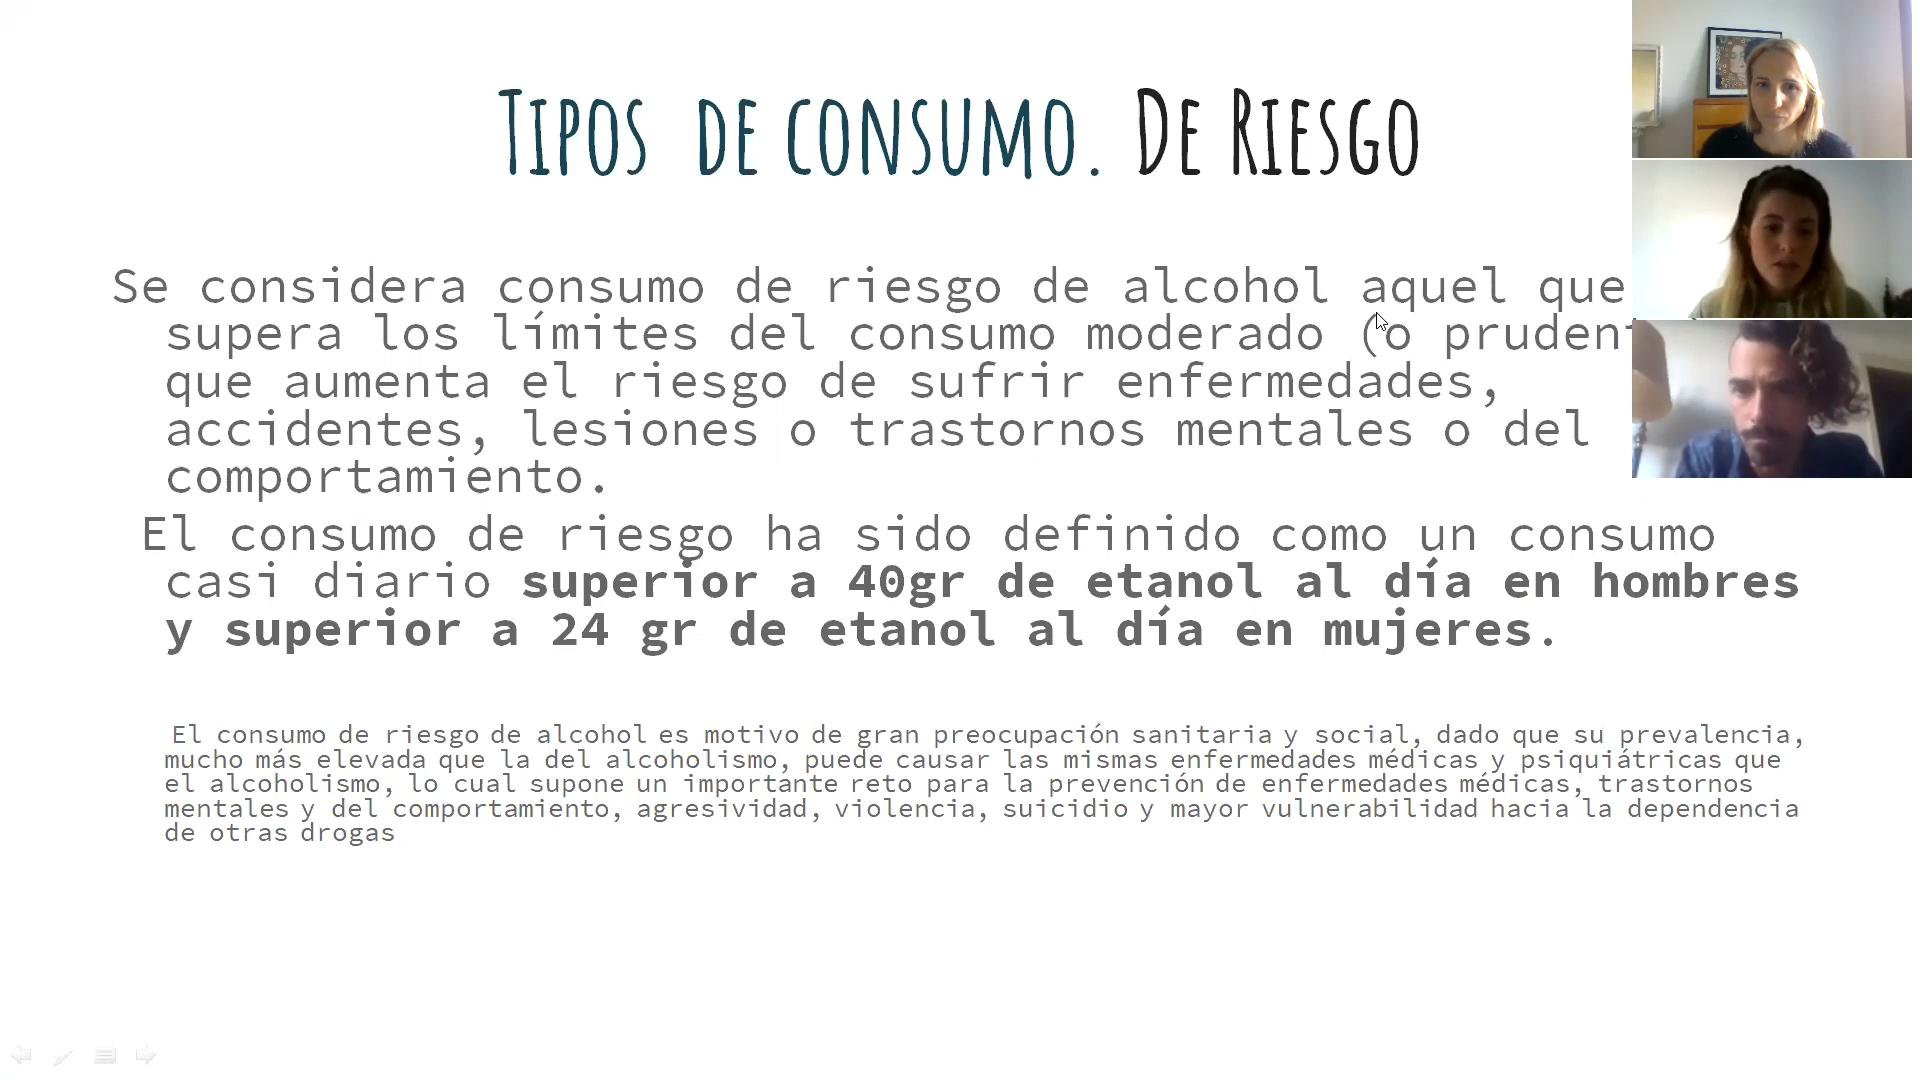 Tipos de consumo. De Riesgo
Se considera consumo de riesgo de alcohol aquel que
supera los límites del consumo moderado (o
que aumenta el riesgo de sufrir enfermedades,
accidentes, lesiones o trastornos mentales o del
comportamiento.
El consumo de riesgo ha sido definido como un consumo
casi diario superior a 40gr de etanol al día en hombres
y superior a 24 gr de etanol al día en mujeres.
El consumo de riesgo de alcohol es motivo de gran preocupación sanitaria y social, dado que su prevalencia,
mucho más elevada que la del alcoholismo, puede causar las mismas enfermedades médicas y psiquiátricas que
el alcoholismo, lo cual supone un importante reto para la prevención de enfermedades médicas, trastornos
mentales y del comportamiento, agresividad, violencia, suicidio y mayor vulnerabilidad hacia la dependencia
de otras drogas